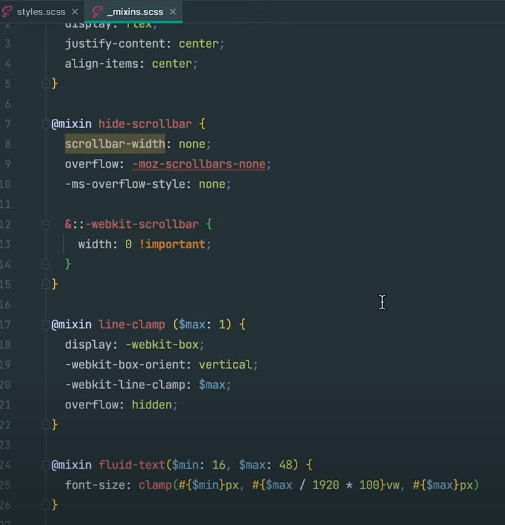 styles.scss × _mixins.scss ×
2 display: flex;
3 justify-content: center;
4 align-items: center;
5 }
6
7 @mixin hide-scrollbar {
8 scrollbar-width: none;
9 overflow: -moz-scrollbars-none;
10 -ms-overflow-style: none;
11
12 &::-webkit-scrollbar {
13 width: 0 !important;
14 }
15 }
16
17 @mixin line-clamp ($max: 1) {
18 display: -webkit-box;
19 -webkit-box-orient: vertical;
20 -webkit-line-clamp: $max;
21 overflow: hidden;
22 }
23
24 @mixin fluid-text($min: 16, $max: 48) {
25 font-size: clamp(#{$min}px, #{$max / 1920 * 100}vw, #{$max}px)
26 }